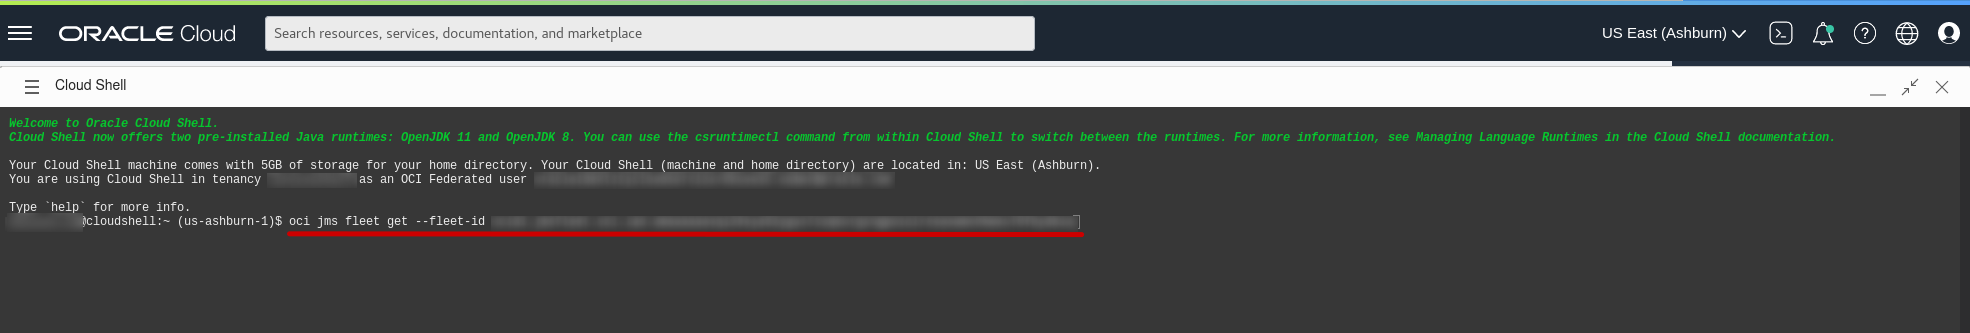 ORACLE Cloud
Search resources, services, documentation, and marketplace
US East (Ashburn)
Cloud Shell
Welcome to Oracle Cloud Shell.
Cloud Shell now offers two pre-installed Java runtimes: OpenJDK 11 and OpenJDK 8. You can use the csruntimectl command from within Cloud Shell to switch between the runtimes. For more information, see Managing Language Runtimes in the Cloud Shell documentation.
Your Cloud Shell machine comes with 5GB of storage for your home directory. Your Cloud Shell (machine and home directory) are located in: US East (Ashburn).
You are using Cloud Shell in tenancy as an OCI Federated user
Type `help` for more info.
@cloudshell:~ (us-ashburn-1)$ oci jms fleet get --fleet-id